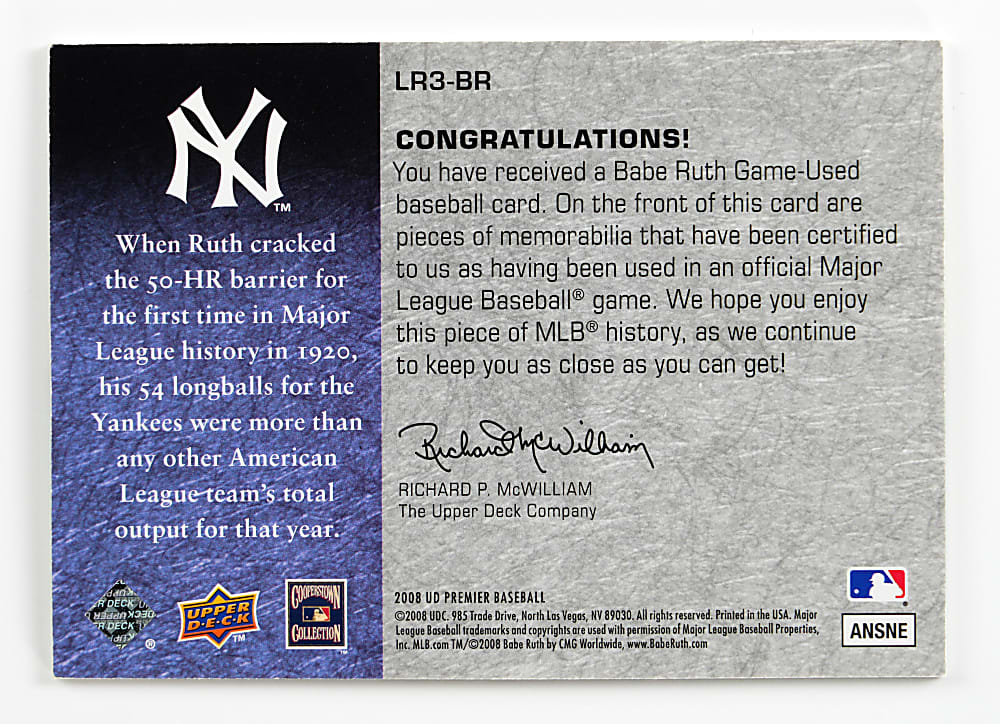 NY
TM
When Ruth cracked
the 50-HR barrier for
the first time in Major
League history in 1920,
his 54 longballs for the
Yankees were more than
any other American
League team's total
output for that year.
DECK
UPPER
D·E·C·K
TM
®
COOPERSTOWN
COLLECTION
LR3-BR
CONGRATULATIONS!
You have received a Babe Ruth Game-Used
baseball card. On the front of this card are
pieces of memorabilia that have been certified
to us as having been used in an official Major
League Baseball® game. We hope you enjoy
this piece of MLB® history, as we continue
to keep you as close as you can get!
Richard P McWilliam
RICHARD P. McWILLIAM
The Upper Deck Company
2008 UD PREMIER BASEBALL
©2008 UDC. 985 Trade Drive, North Las Vegas, NV 89030. All rights reserved. Printed in the USA. Major
League Baseball trademarks and copyrights are used with permission of Major League Baseball Properties,
Inc. MLB.com TM/©2008 Babe Ruth by CMG Worldwide, www.BabeRuth.com
ANSNE